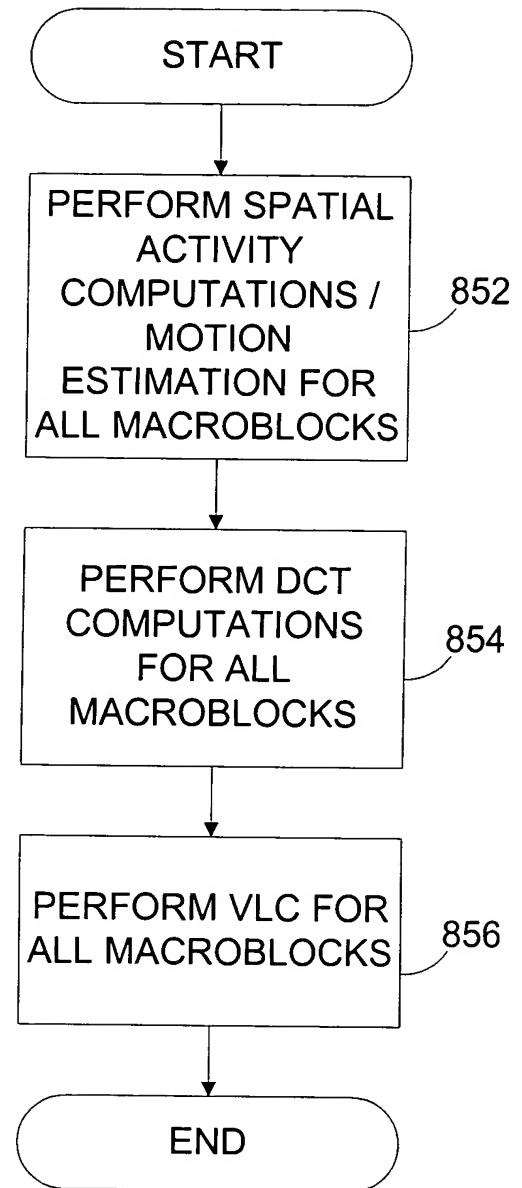 START
PERFORM SPATIAL
ACTIVITY
COMPUTATIONS /
MOTION
ESTIMATION FOR
ALL MACROBLOCKS
852
PERFORM DCT
COMPUTATIONS
FOR ALL
MACROBLOCKS
854
PERFORM VLC FOR
ALL MACROBLOCKS
856
END